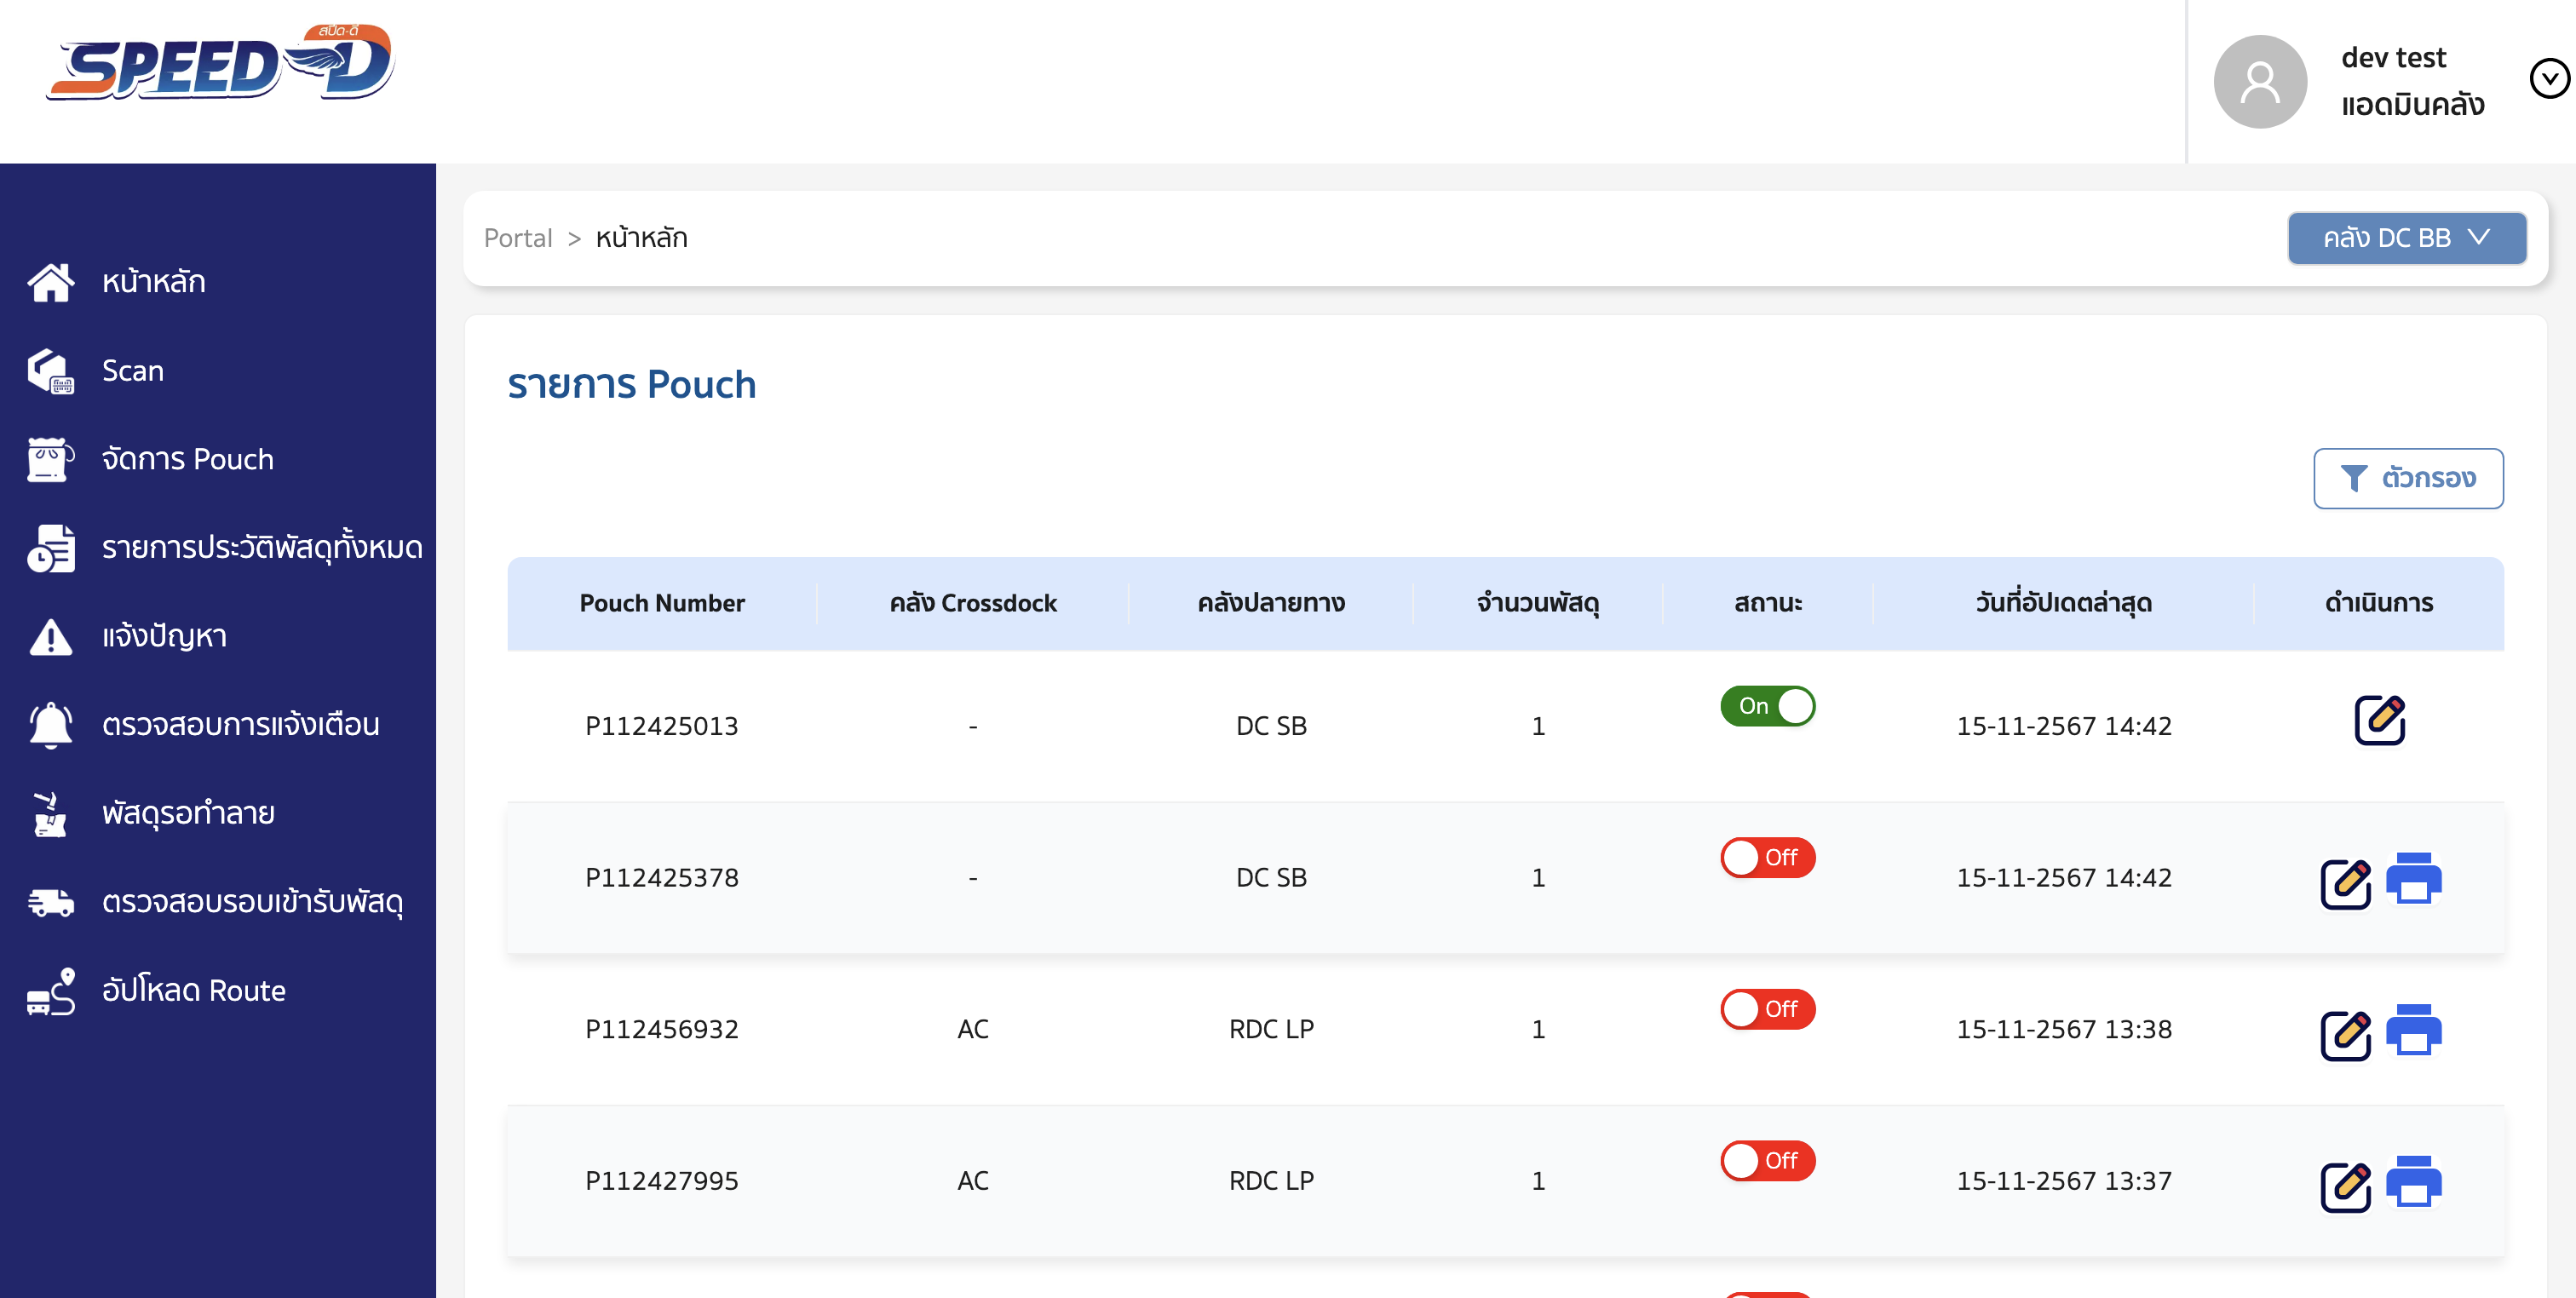 สปีด-ดี
SPEED-D
dev test
แอดมินคลัง
Portal > หน้าหลัก
คลัง DC BB
หน้าหลัก
Scan
จัดการ Pouch
รายการประวัติพัสดุทั้งหมด
แจ้งปัญหา
ตรวจสอบการแจ้งเตือน
พัสดุรอทำลาย
ตรวจสอบรอบเข้ารับพัสดุ
อัปโหลด Route
รายการ Pouch
ตัวกรอง
Pouch Number คลัง Crossdock คลังปลายทาง จำนวนพัสดุ สถานะ วันที่อัปเดตล่าสุด ดำเนินการ
P112425013 - DC SB 1 On 15-11-2567 14:42
P112425378 - DC SB 1 Off 15-11-2567 14:42
P112456932 AC RDC LP 1 Off 15-11-2567 13:38
P112427995 AC RDC LP 1 Off 15-11-2567 13:37